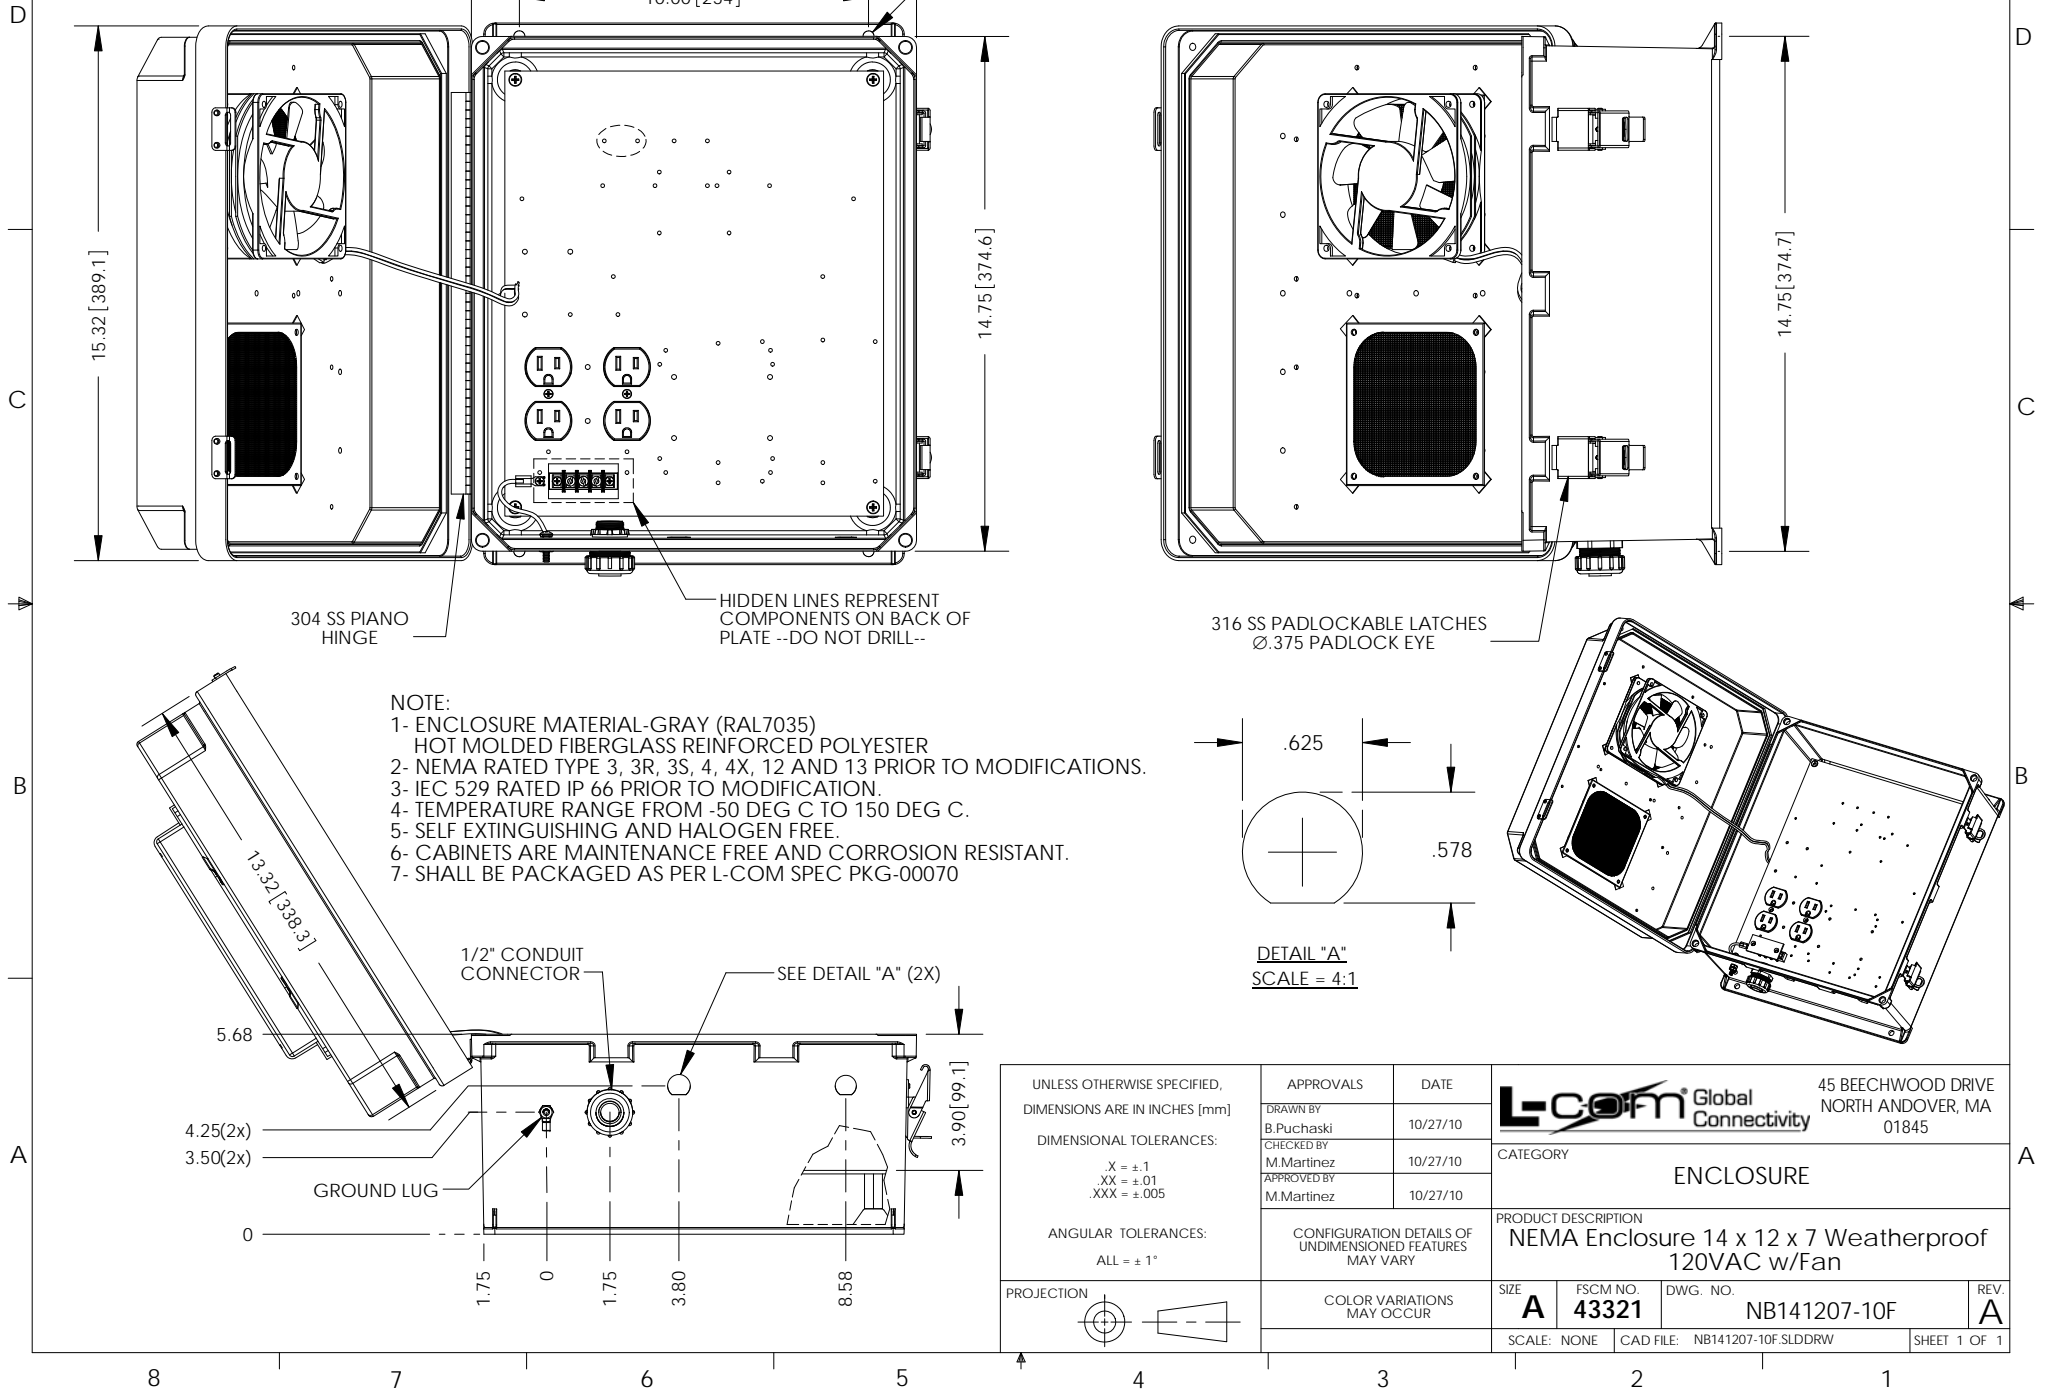 D
10.00 [254]
D
15.32 [389.1]
14.75 [374.6]
14.75 [374.7]
C
C
304 SS PIANO
HINGE
HIDDEN LINES REPRESENT
COMPONENTS ON BACK OF
PLATE --DO NOT DRILL--
316 SS PADLOCKABLE LATCHES
Ø.375 PADLOCK EYE
NOTE:
1- ENCLOSURE MATERIAL-GRAY (RAL7035)
HOT MOLDED FIBERGLASS REINFORCED POLYESTER
2- NEMA RATED TYPE 3, 3R, 3S, 4, 4X, 12 AND 13 PRIOR TO MODIFICATIONS.
3- IEC 529 RATED IP 66 PRIOR TO MODIFICATION.
4- TEMPERATURE RANGE FROM -50 DEG C TO 150 DEG C.
5- SELF EXTINGUISHING AND HALOGEN FREE.
6- CABINETS ARE MAINTENANCE FREE AND CORROSION RESISTANT.
7- SHALL BE PACKAGED AS PER L-COM SPEC PKG-00070
B
B
13.32 [338.3]
.625
.578
DETAIL "A"
SCALE = 4:1
1/2" CONDUIT
CONNECTOR
SEE DETAIL "A" (2X)
5.68
4.25(2x)
3.50(2x)
GROUND LUG
0
3.90 [99.1]
1.75
0
1.75
3.80
8.58
A
A
UNLESS OTHERWISE SPECIFIED,
DIMENSIONS ARE IN INCHES [mm]
DIMENSIONAL TOLERANCES:
.X = ±.1
.XX = ±.01
.XXX = ±.005
ANGULAR TOLERANCES:
ALL = ± 1°
PROJECTION
APPROVALS
DATE
DRAWN BY
B.Puchaski
10/27/10
CHECKED BY
M.Martinez
10/27/10
APPROVED BY
M.Martinez
10/27/10
CONFIGURATION DETAILS OF
UNDIMENSIONED FEATURES
MAY VARY
COLOR VARIATIONS
MAY OCCUR
L-com® Global
Connectivity
45 BEECHWOOD DRIVE
NORTH ANDOVER, MA
01845
CATEGORY
ENCLOSURE
PRODUCT DESCRIPTION
NEMA Enclosure 14 x 12 x 7 Weatherproof
120VAC w/Fan
SIZE
A
FSCM NO.
43321
DWG. NO.
NB141207-10F
REV.
A
SCALE: NONE
CAD FILE: NB141207-10F.SLDDRW
SHEET 1 OF 1
8
7
6
5
4
3
2
1